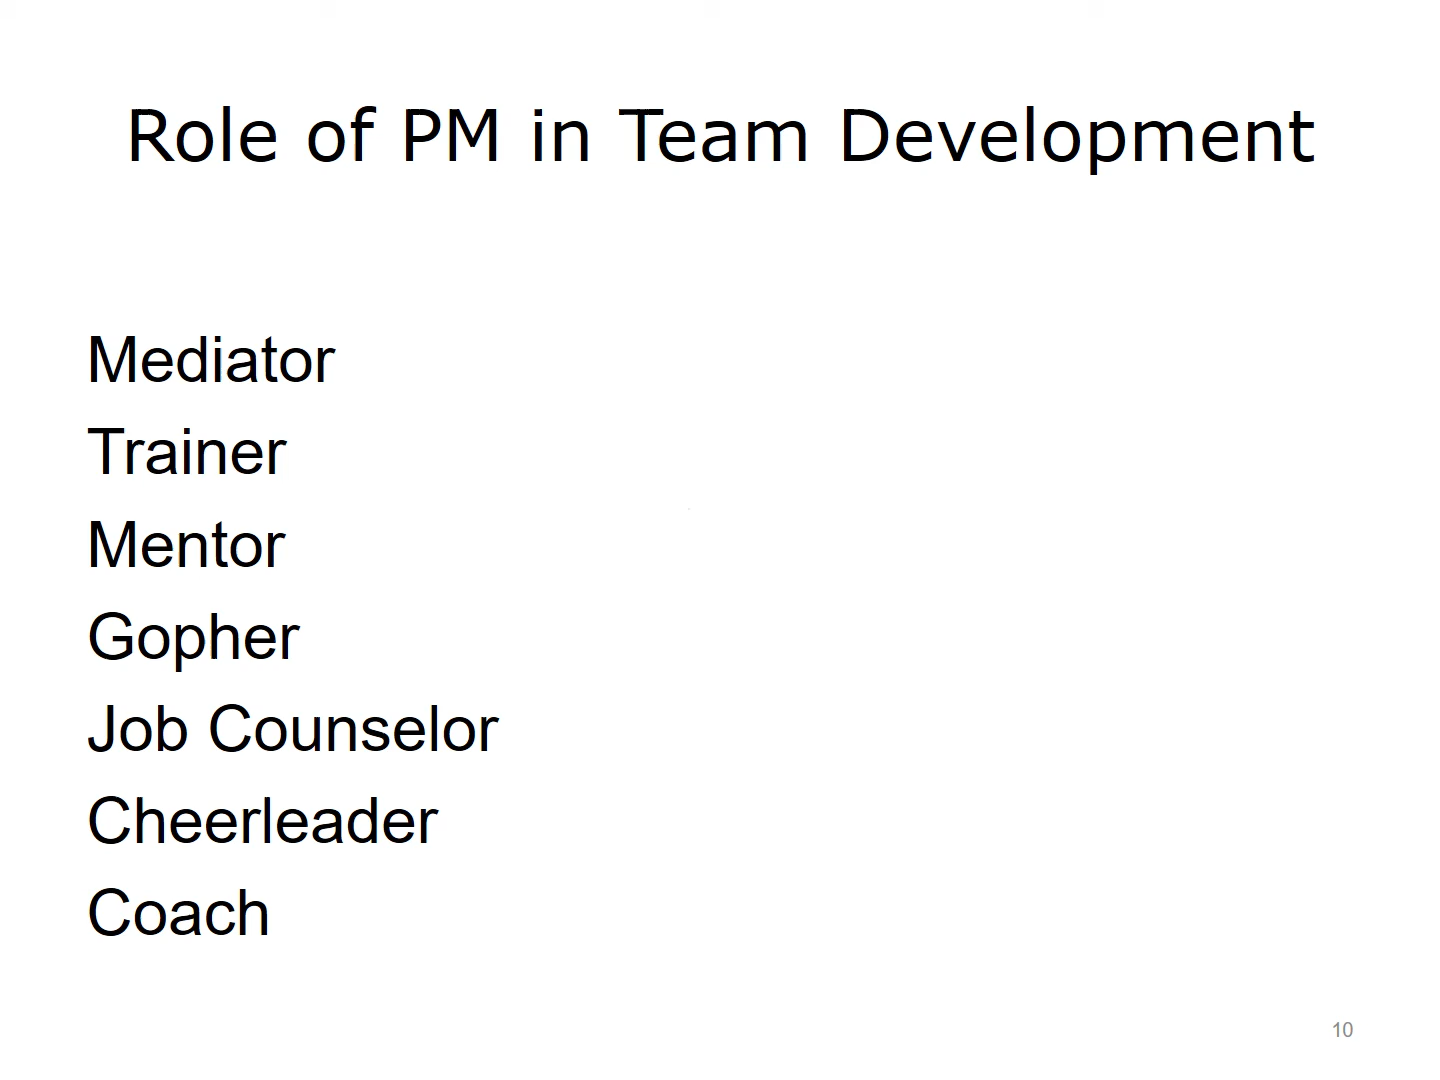 Role of PM in Team Development
Mediator
Trainer
Mentor
Gopher
Job Counselor
Cheerleader
Coach
10